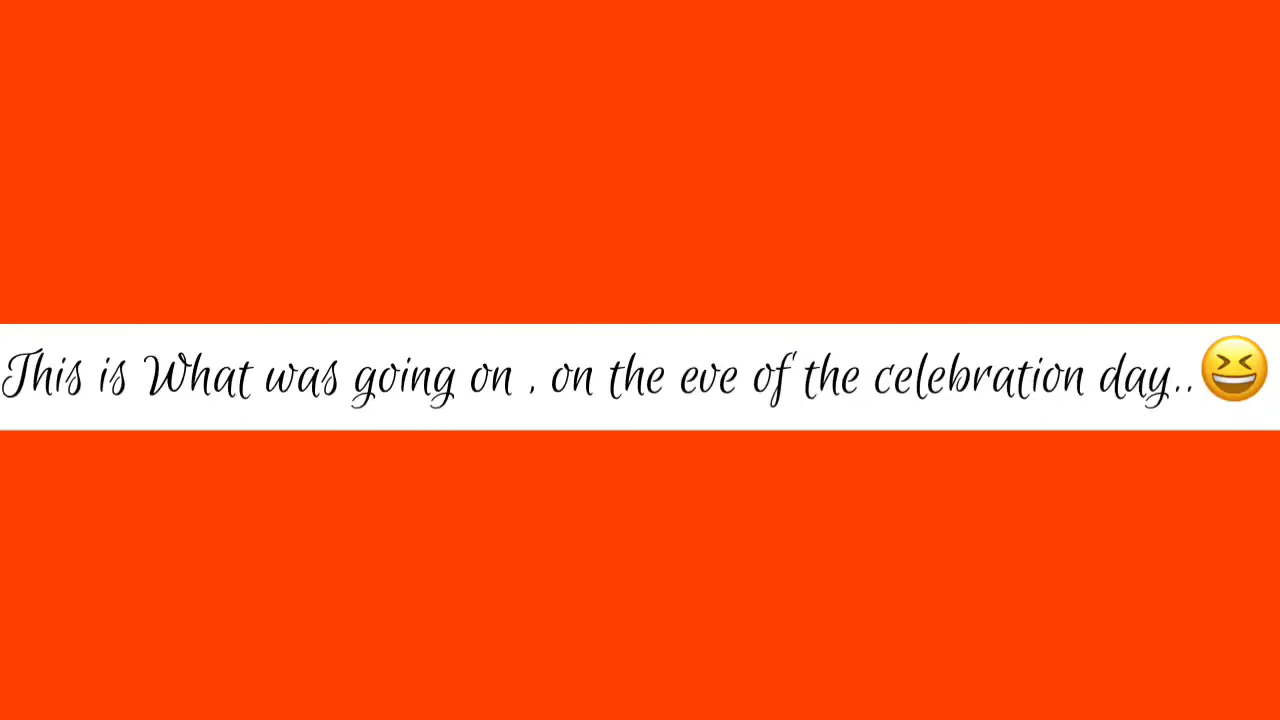 This is What was going on , on the eve of the celebration day..😆